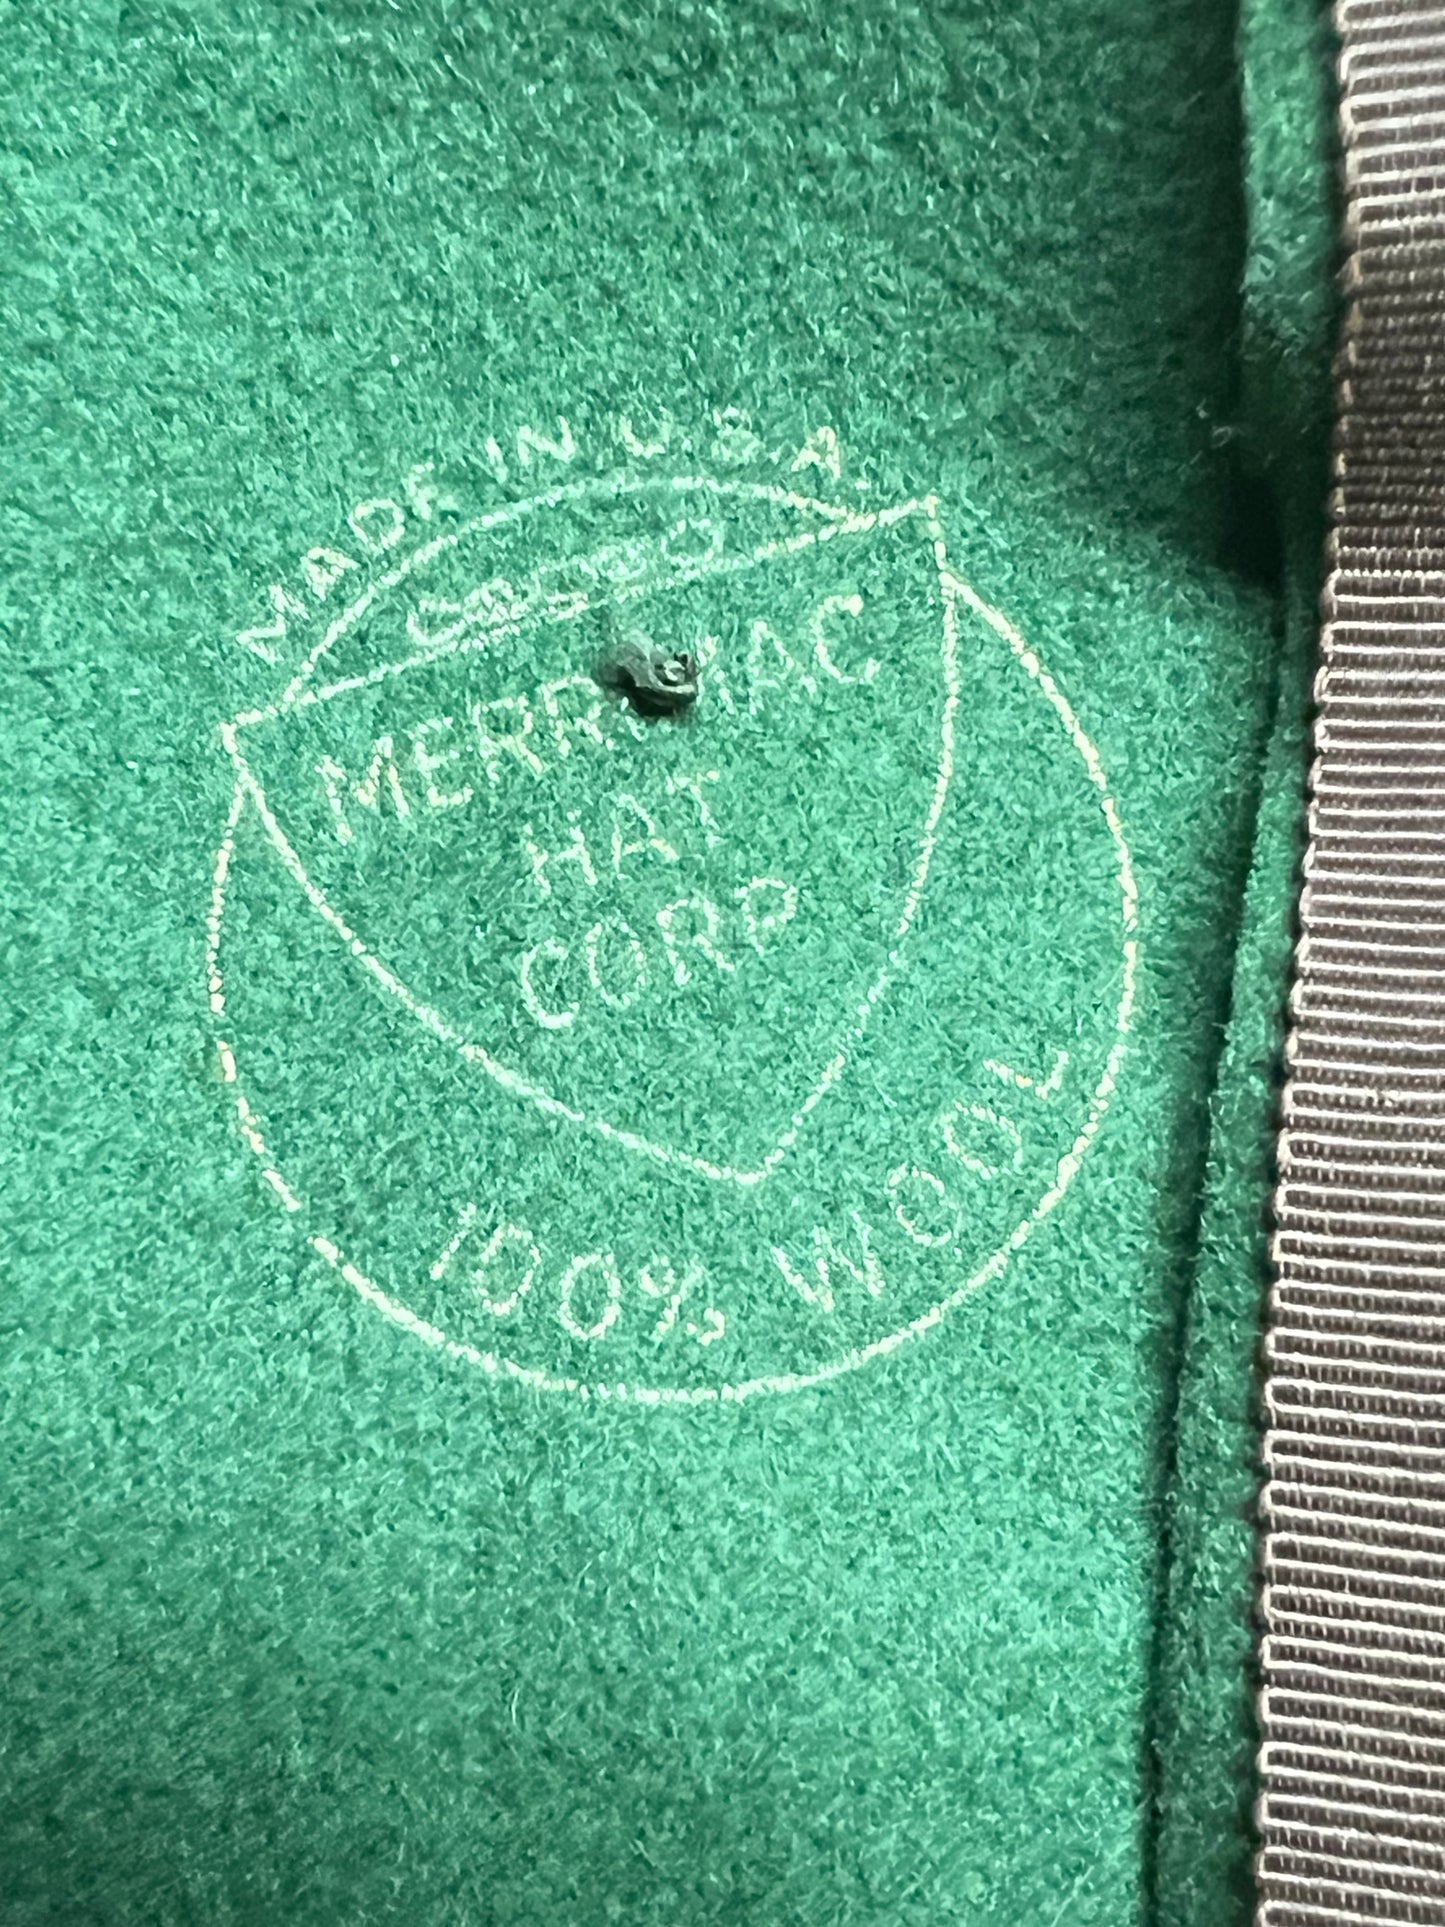 MADE IN U.S.A.
MERRIMAC
HAT
CORP
100% WOOL